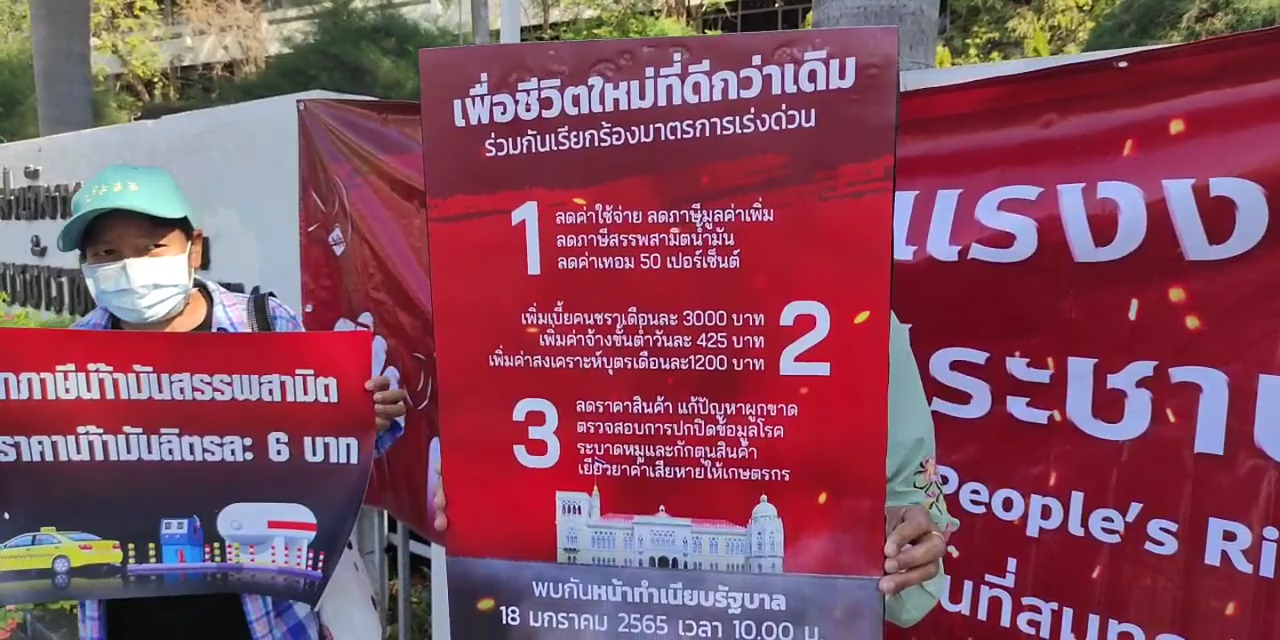 เพื่อชีวิตใหม่ที่ดีกว่าเดิม
ร่วมกันเรียกร้องมาตรการเร่งด่วน
1
ลดค่าใช้จ่าย ลดภาษีมูลค่าเพิ่ม
ลดภาษีสรรพสามิตน้ำมัน
ลดค่าเทอม 50 เปอร์เซ็นต์
เพิ่มเบี้ยคนชราเดือนละ 3000 บาท
เพิ่มค่าจ้างขั้นต่ำวันละ 425 บาท
เพิ่มค่าสงเคราะห์บุตรเดือนละ1200 บาท
2
3
ลดราคาสินค้า แก้ปัญหาผูกขาด
ตรวจสอบการปกปิดข้อมูลโรค
ระบาดหมูและกักตุนสินค้า
เยียวยาค่าเสียหายให้เกษตรกร
พบกันหน้าทำเนียบรัฐบาล
18 มกราคม 2565 เวลา 10.00 น.
ภาษีน้ำมันสรรพสามิต
ราคาน้ำมันลิตรละ 6 บาท
แรงง
ระชา
People's Ri